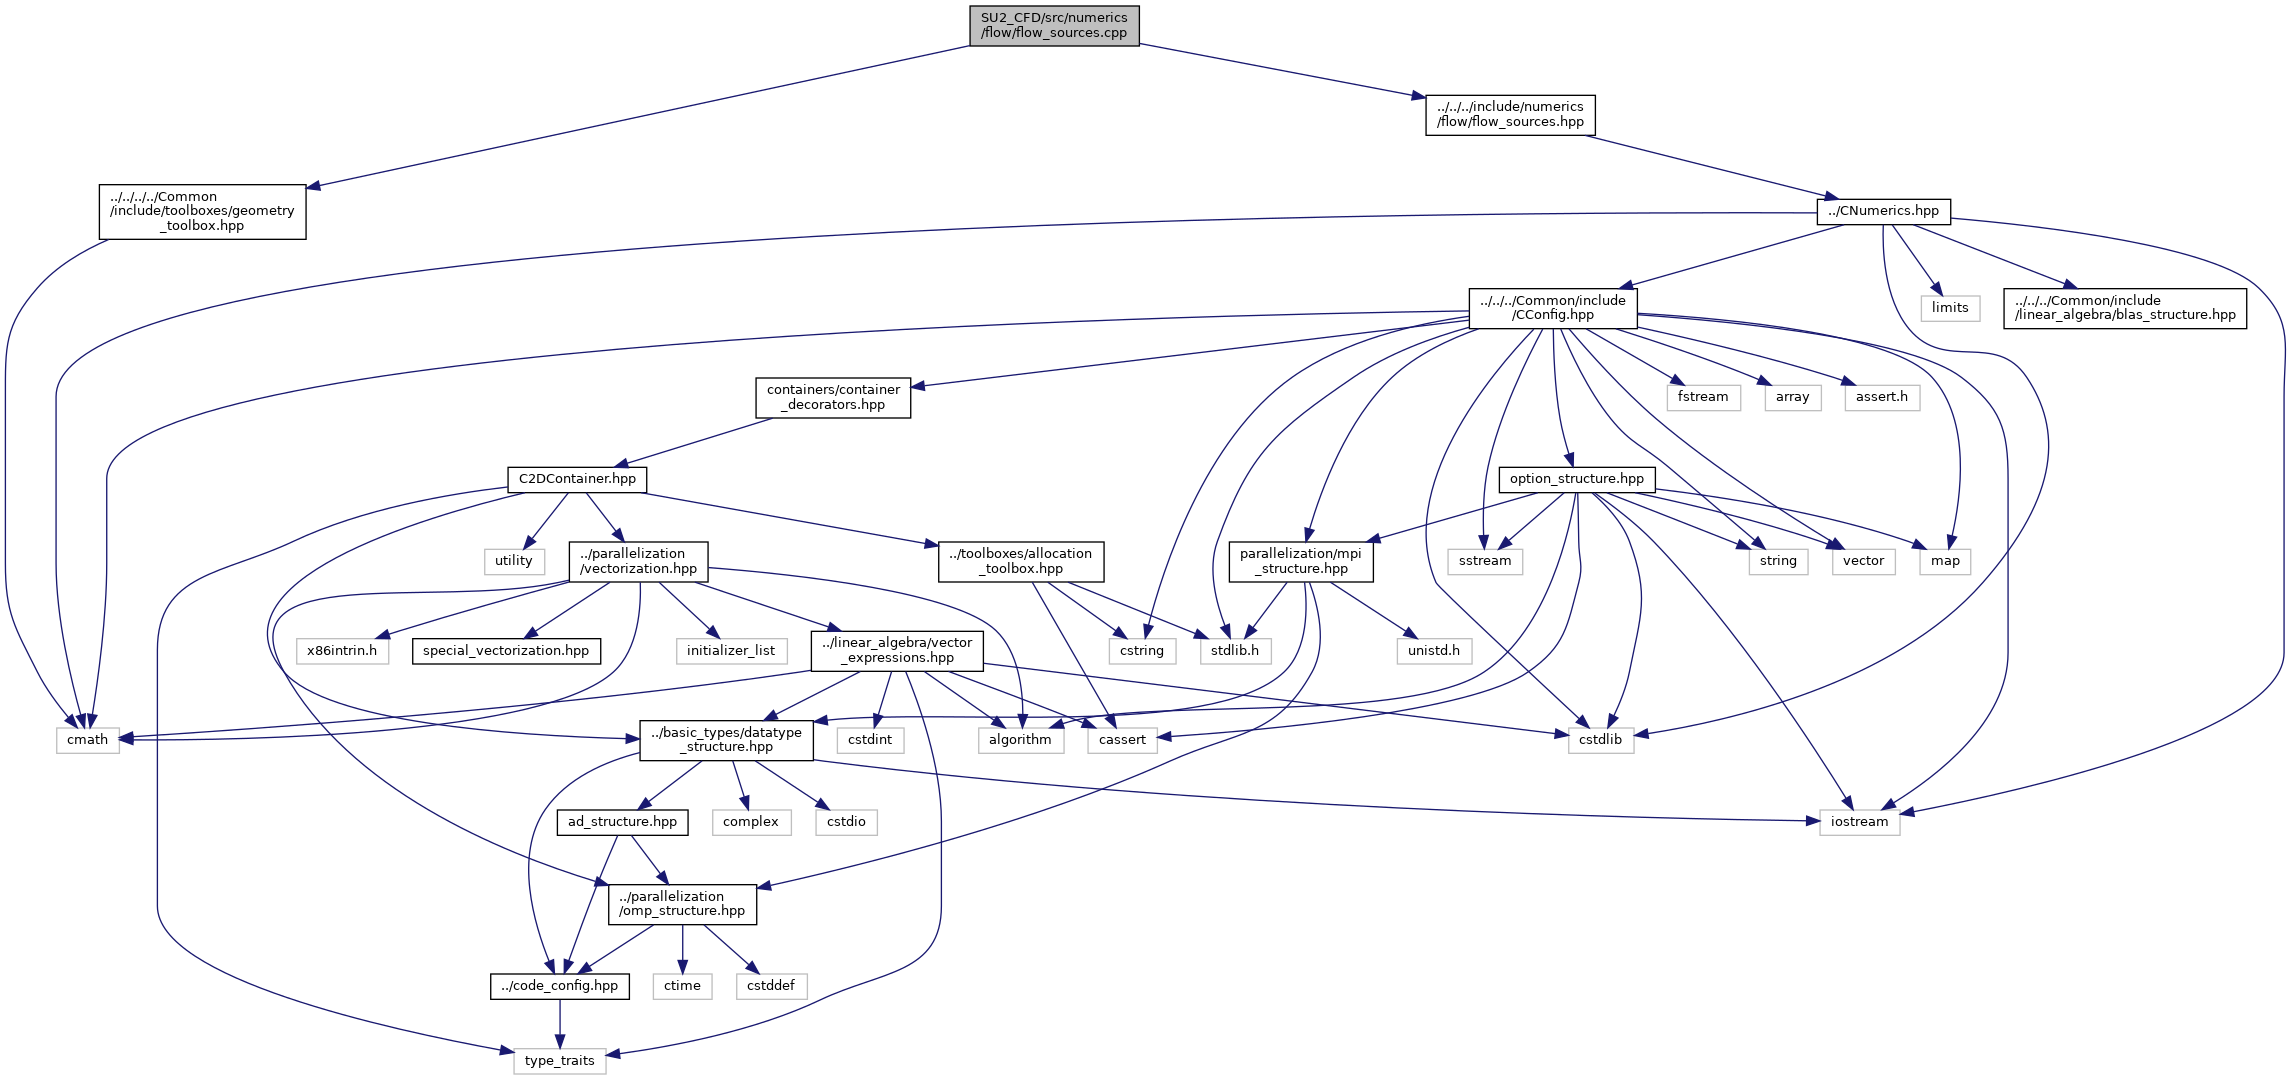 SU2_CFD/src/numerics
/flow/flow_sources.cpp
../../../include/numerics
/flow/flow_sources.hpp
../../../../Common
/include/toolboxes/geometry
_toolbox.hpp
../CNumerics.hpp
../../../Common/include
/CConfig.hpp
limits
../../../Common/include
/linear_algebra/blas_structure.hpp
containers/container
_decorators.hpp
fstream
array
assert.h
C2DContainer.hpp
option_structure.hpp
utility
../parallelization
/vectorization.hpp
../toolboxes/allocation
_toolbox.hpp
parallelization/mpi
_structure.hpp
sstream
string
vector
map
x86intrin.h
special_vectorization.hpp
initializer_list
../linear_algebra/vector
_expressions.hpp
cstring
stdlib.h
unistd.h
cmath
../basic_types/datatype
_structure.hpp
cstdint
algorithm
cassert
cstdlib
ad_structure.hpp
complex
cstdio
iostream
../parallelization
/omp_structure.hpp
../code_config.hpp
ctime
cstddef
type_traits